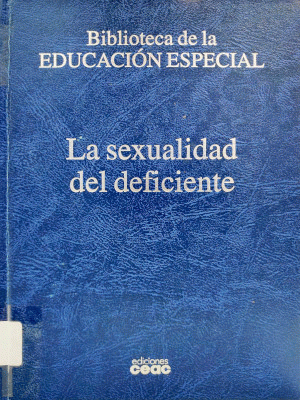 Biblioteca de la
EDUCACIÓN ESPECIAL
La sexualidad
del deficiente
ediciones
ceac